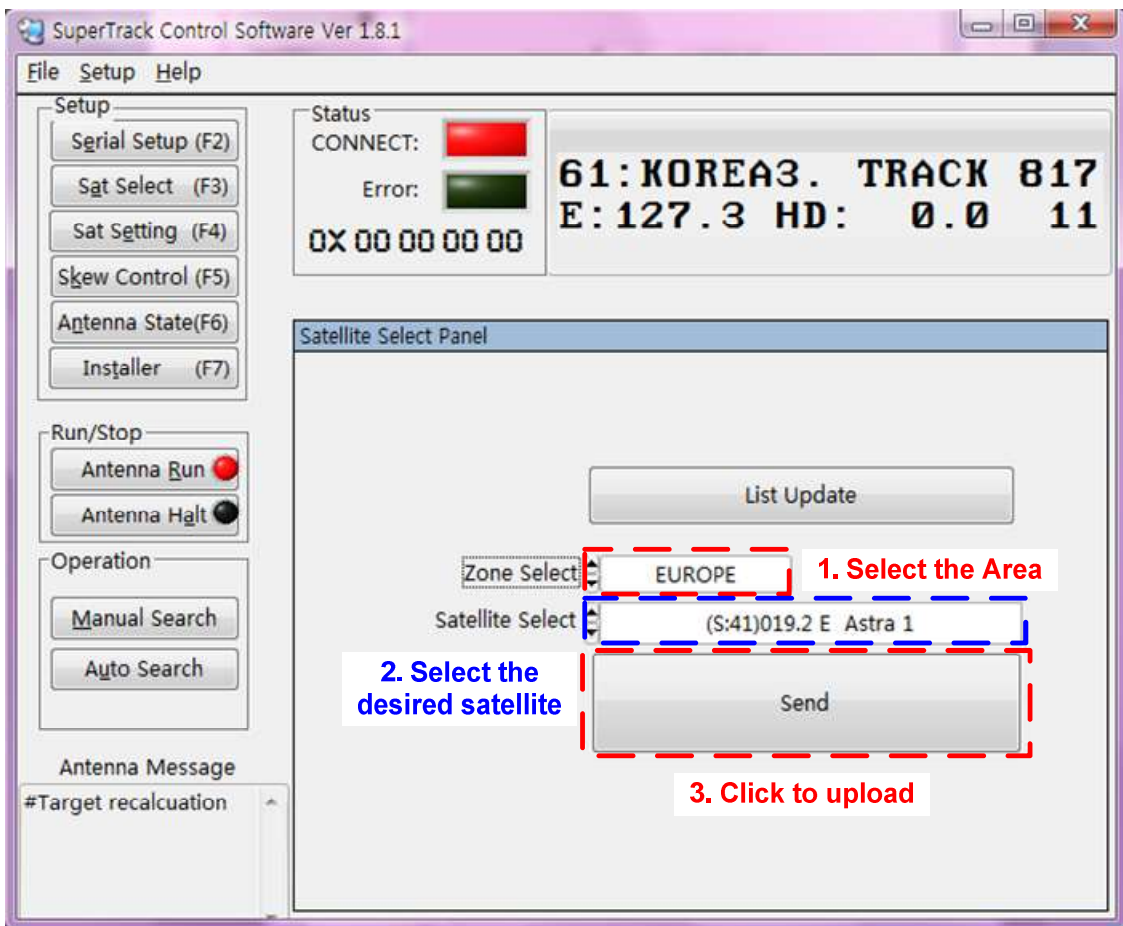 SuperTrack Control Software Ver 1.8.1
File Setup Help
Setup
Serial Setup (F2)
Sat Select (F3)
Sat Setting (F4)
Skew Control (F5)
Antenna State(F6)
Installer (F7)
Run/Stop
Antenna Run
Antenna Halt
Operation
Manual Search
Auto Search
Antenna Message
#Target recalcuation
Status
CONNECT:
Error:
0X 00 00 00 00
61:KOREA3. TRACK 817
E:127.3 HD: 0.0 11
Satellite Select Panel
List Update
Zone Select EUROPE
1. Select the Area
Satellite Select (S:41)019.2 E Astra 1
2. Select the
desired satellite
Send
3. Click to upload